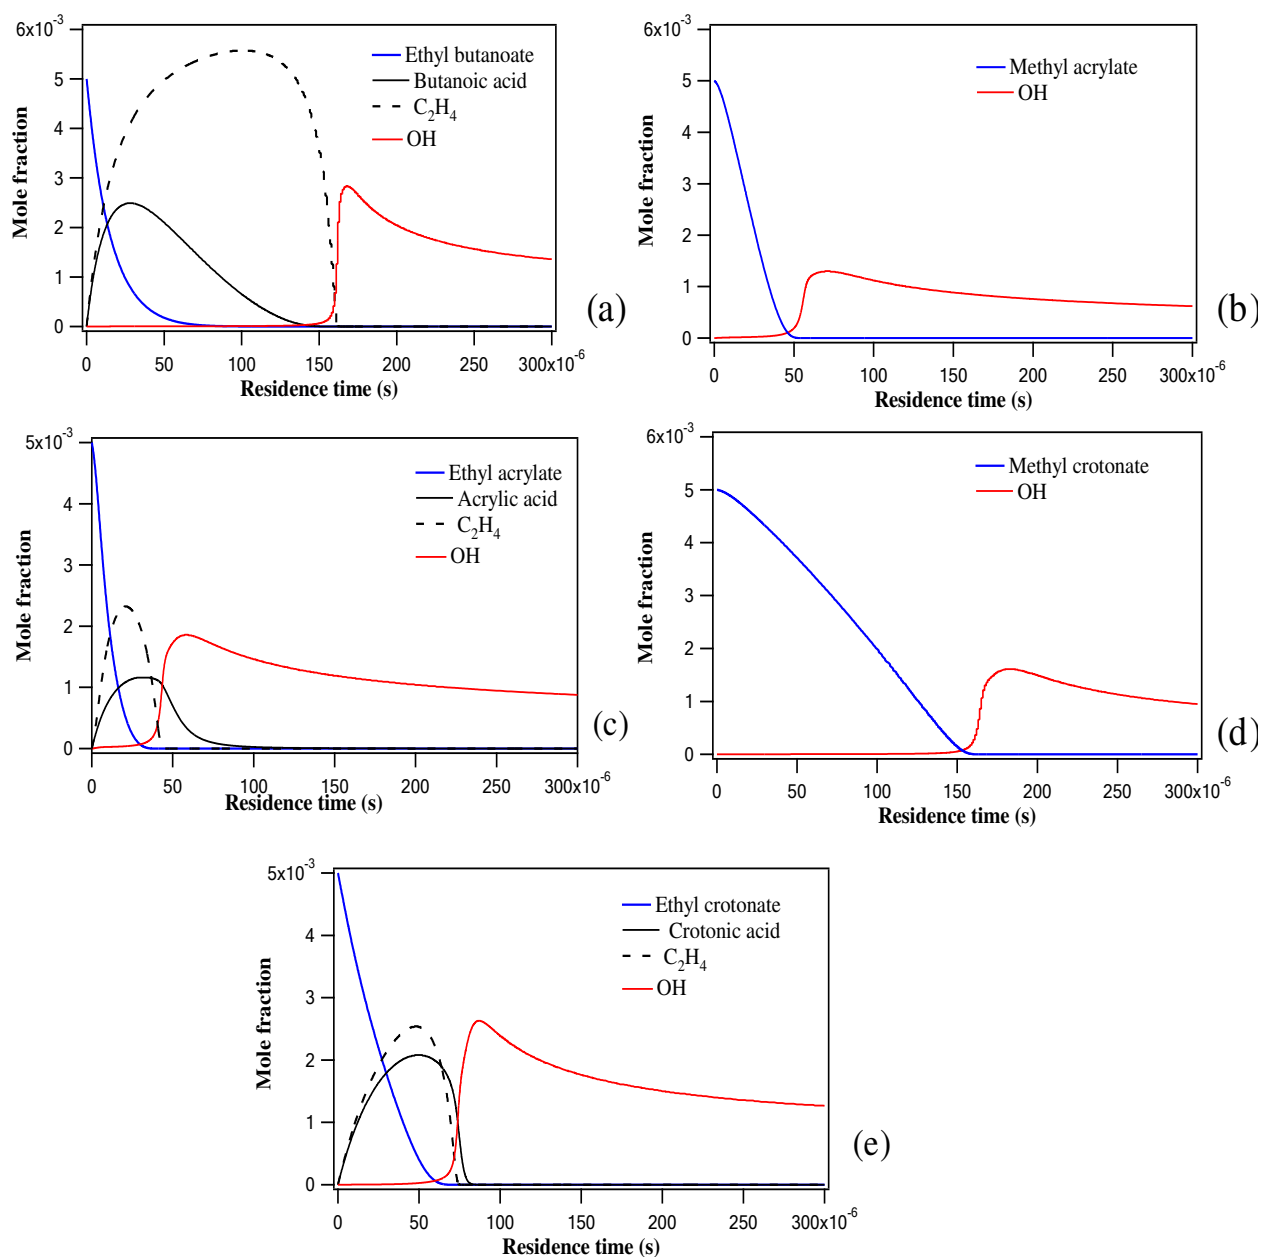 6x10⁻³
5
4
3
2
1
0
Mole fraction
Ethyl butanoate
Butanoic acid
C₂H₄
OH
0 50 100 150 200 250 300x10⁻⁶
Residence time (s)
(a)
6x10⁻³
5
4
3
2
1
0
Mole fraction
Methyl acrylate
OH
0 50 100 150 200 250 300x10⁻⁶
Residence time (s)
(b)
5x10⁻³
4
3
2
1
0
Mole fraction
Ethyl acrylate
Acrylic acid
C₂H₄
OH
0 50 100 150 200 250 300x10⁻⁶
Residence time (s)
(c)
6x10⁻³
5
4
3
2
1
0
Mole fraction
Methyl crotonate
OH
0 50 100 150 200 250 300x10⁻⁶
Residence time (s)
(d)
5x10⁻³
4
3
2
1
0
Mole fraction
Ethyl crotonate
Crotonic acid
C₂H₄
OH
0 50 100 150 200 250 300x10⁻⁶
Residence time (s)
(e)